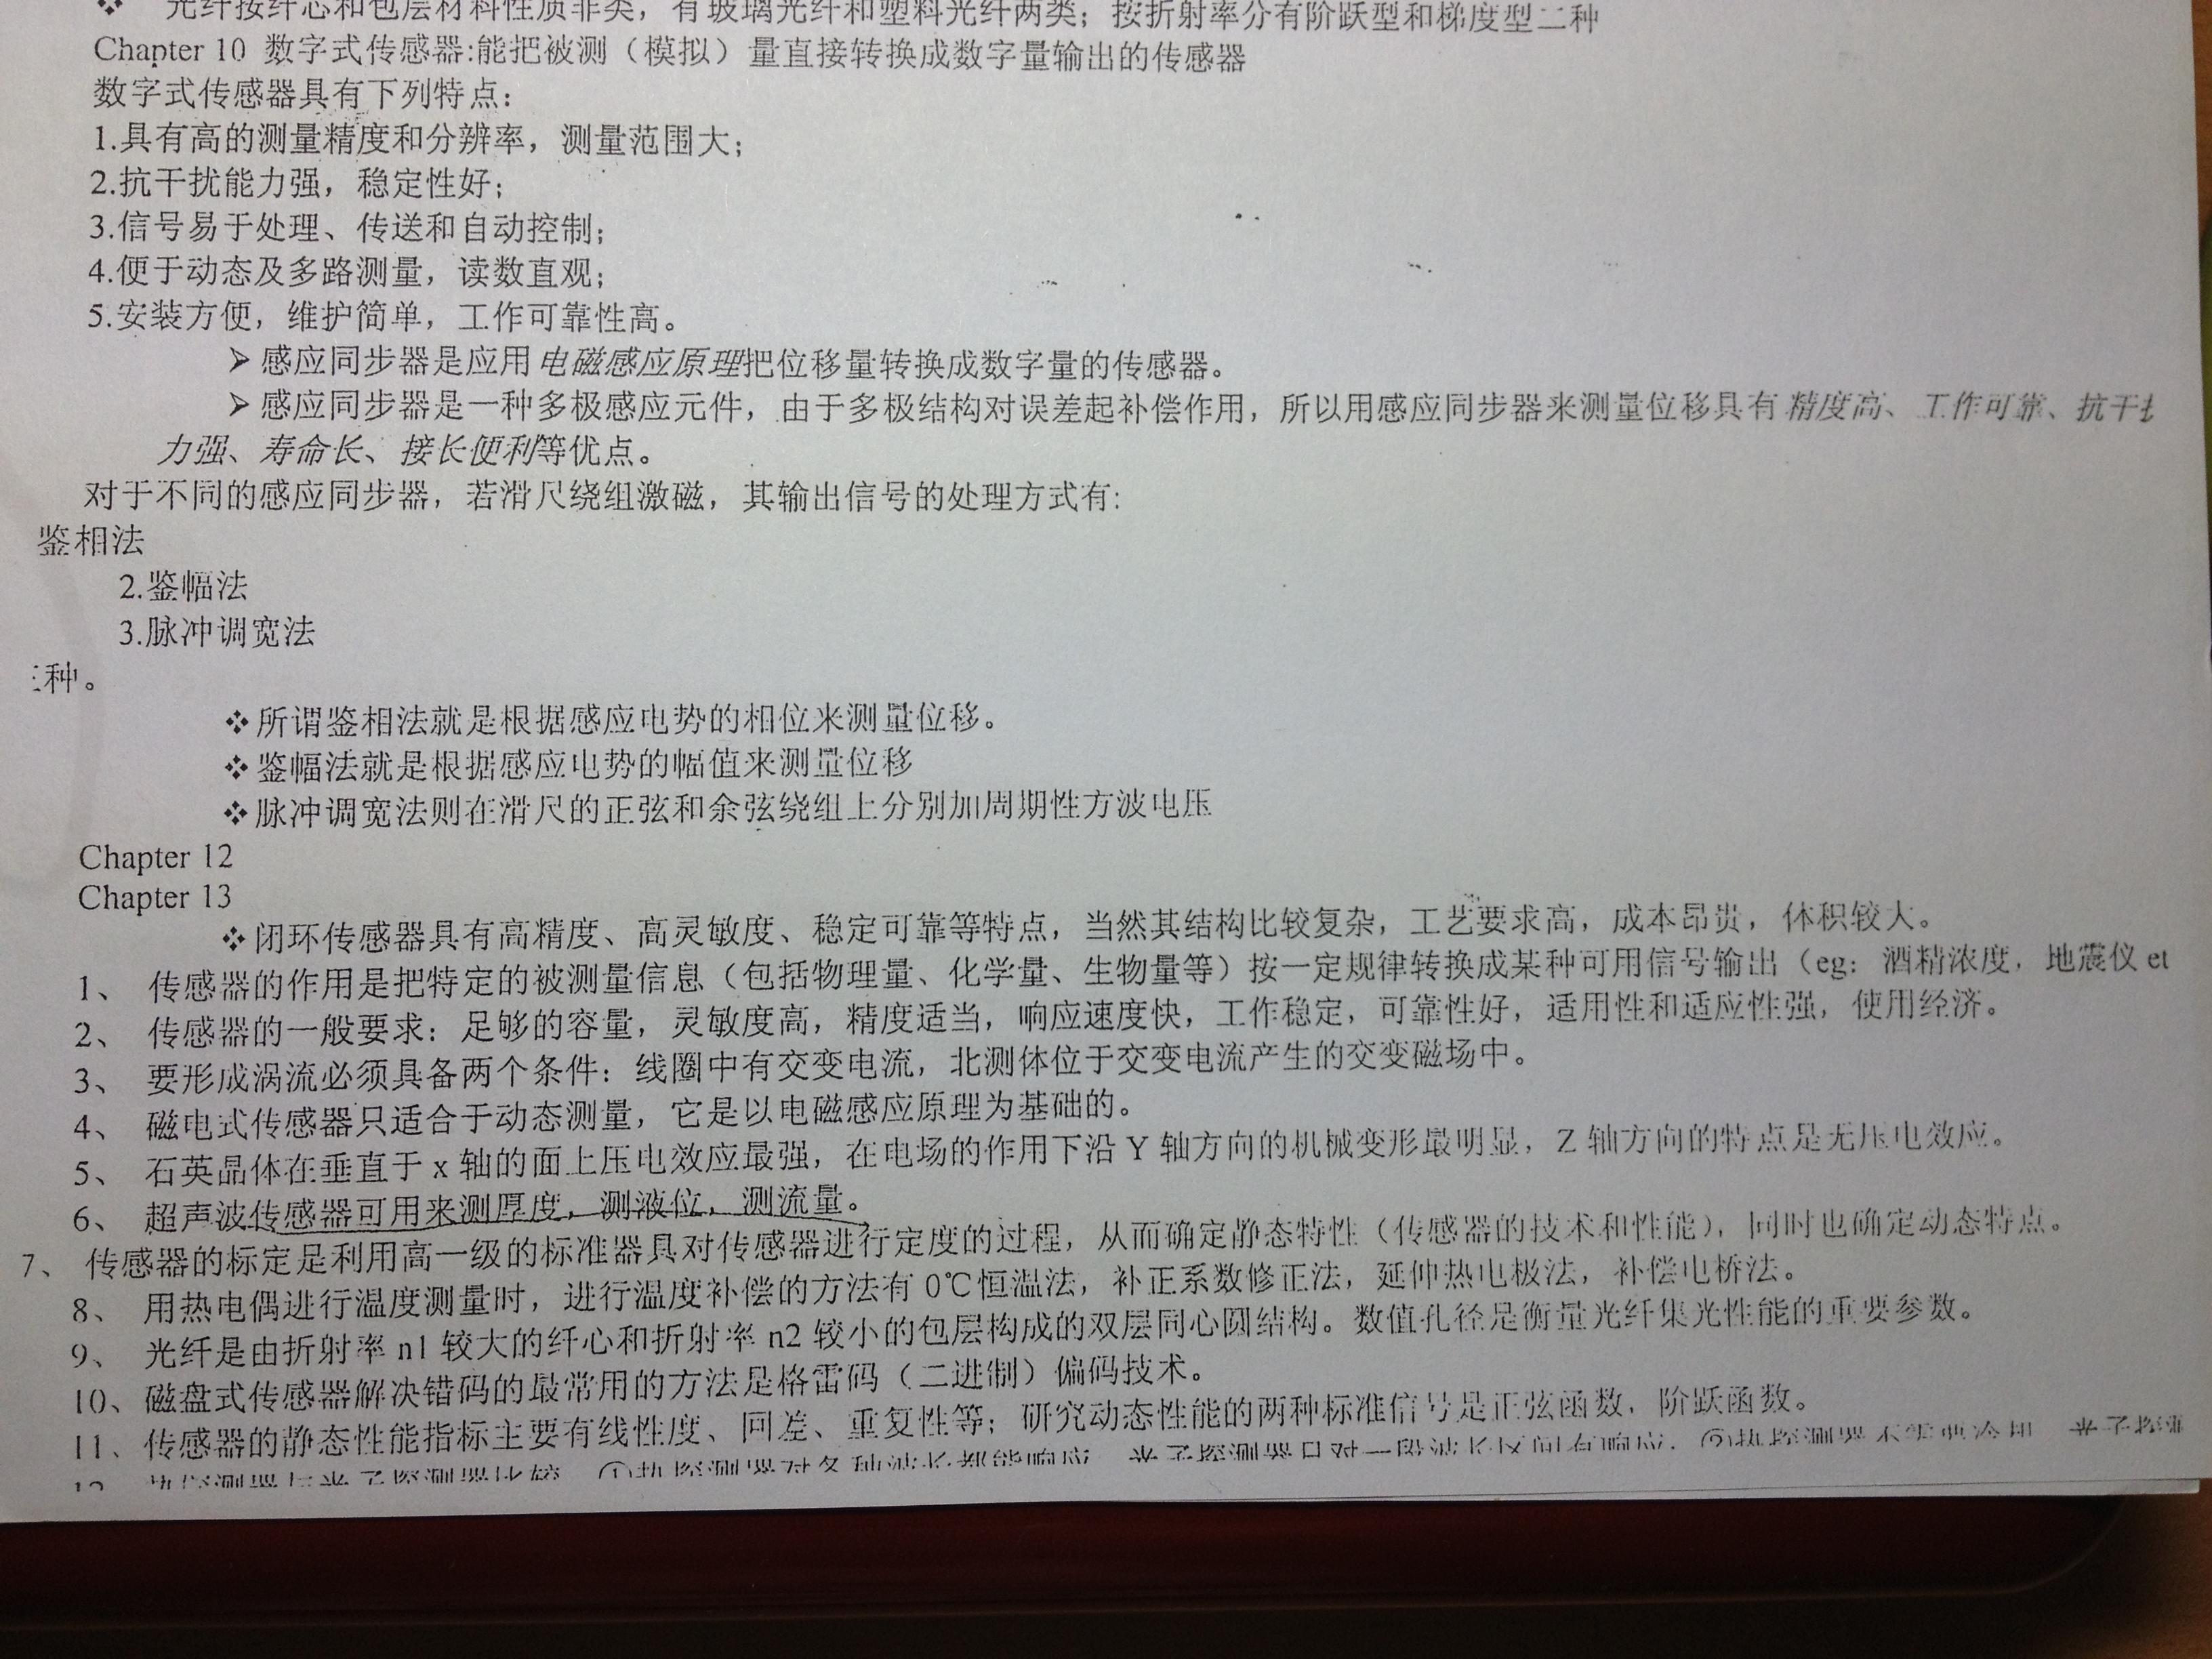 ❖ 光纤按纤心和包层材料性质分类，有玻璃光纤和塑料光纤两类；按折射率分有阶跃型和梯度型二种
Chapter 10 数字式传感器:能把被测（模拟）量直接转换成数字量输出的传感器
数字式传感器具有下列特点：
1.具有高的测量精度和分辨率，测量范围大；
2.抗干扰能力强，稳定性好；
3.信号易于处理、传送和自动控制；
4.便于动态及多路测量，读数直观；
5.安装方便，维护简单，工作可靠性高。
➢ 感应同步器是应用电磁感应原理把位移量转换成数字量的传感器。
➢ 感应同步器是一种多极感应元件，由于多极结构对误差起补偿作用，所以用感应同步器来测量位移具有精度高、工作可靠、抗干
力强、寿命长、接长便利等优点。
对于不同的感应同步器，若滑尺绕组激磁，其输出信号的处理方式有：
鉴相法
2.鉴幅法
3.脉冲调宽法
种。
❖ 所谓鉴相法就是根据感应电势的相位来测量位移。
❖ 鉴幅法就是根据感应电势的幅值来测量位移
❖ 脉冲调宽法则在滑尺的正弦和余弦绕组上分别加周期性方波电压
Chapter 12
Chapter 13
❖ 闭环传感器具有高精度、高灵敏度、稳定可靠等特点，当然其结构比较复杂，工艺要求高，成本昂贵，体积较大。
1、 传感器的作用是把特定的被测量信息（包括物理量、化学量、生物量等）按一定规律转换成某种可用信号输出（eg：酒精浓度，地震仪 et
2、 传感器的一般要求：足够的容量，灵敏度高，精度适当，响应速度快，工作稳定，可靠性好，适用性和适应性强，使用经济。
3、 要形成涡流必须具备两个条件：线圈中有交变电流，北测体位于交变电流产生的交变磁场中。
4、 磁电式传感器只适合于动态测量，它是以电磁感应原理为基础的。
5、 石英晶体在垂直于 x 轴的面上压电效应最强，在电场的作用下沿 Y 轴方向的机械变形最明显，Z 轴方向的特点是无压电效应。
6、 超声波传感器可用来测厚度，测液位，测流量。
7、 传感器的标定是利用高一级的标准器具对传感器进行定度的过程，从而确定静态特性（传感器的技术和性能），同时也确定动态特点。
8、 用热电偶进行温度测量时，进行温度补偿的方法有 0℃恒温法，补正系数修正法，延伸热电极法，补偿电桥法。
9、 光纤是由折射率 n1 较大的纤心和折射率 n2 较小的包层构成的双层同心圆结构。数值孔径是衡量光纤集光性能的重要参数。
10、 磁盘式传感器解决错码的最常用的方法是格雷码（二进制）偏码技术。
11、 传感器的静态性能指标主要有线性度、回差、重复性等；研究动态性能的两种标准信号是正弦函数，阶跃函数。